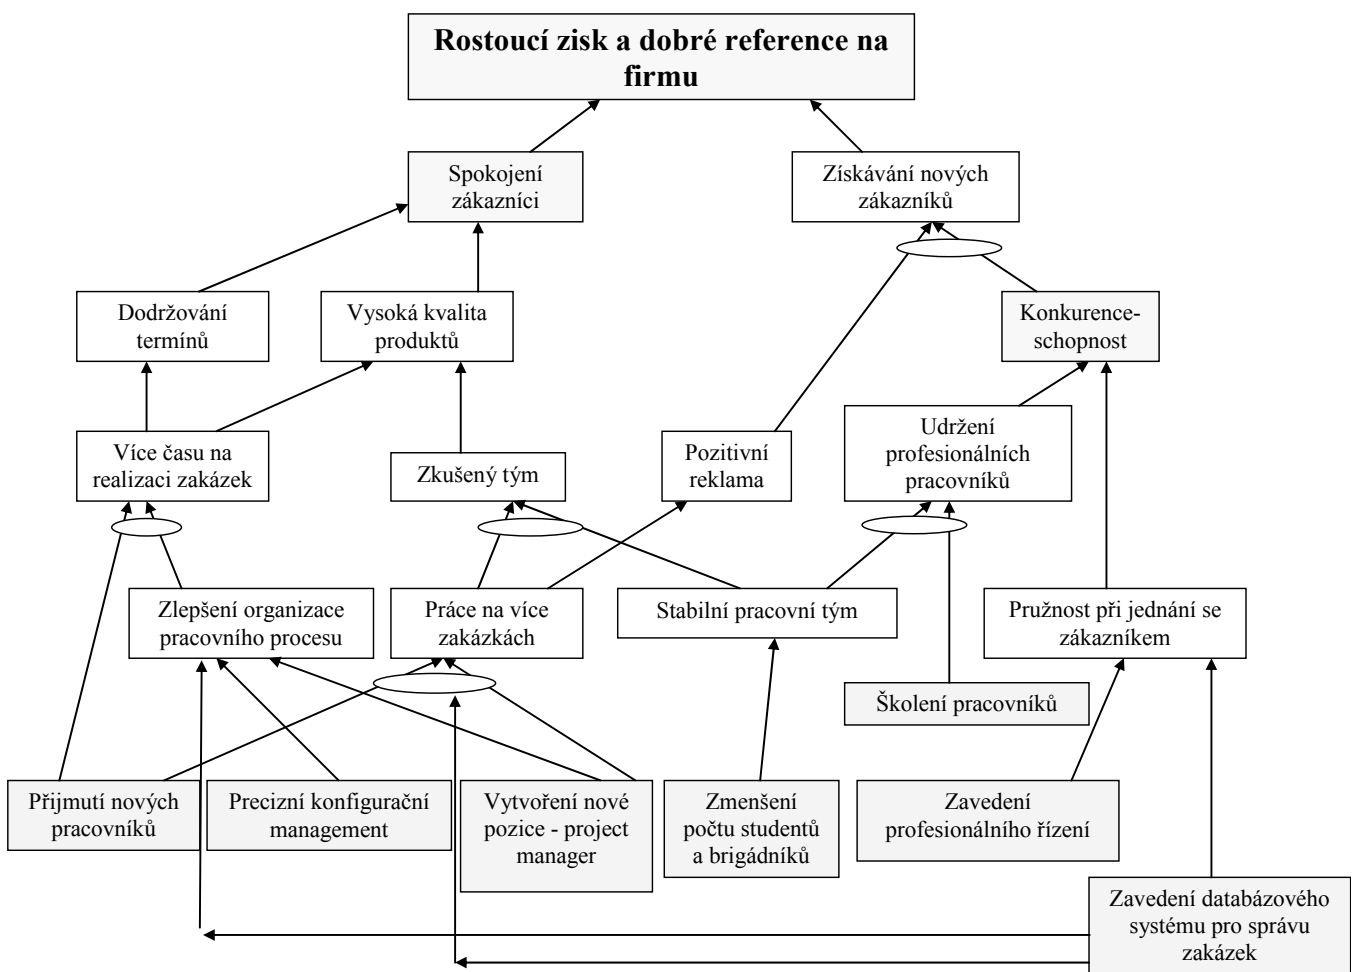 Rostoucí zisk a dobré reference na
firmu
Spokojení
zákazníci
Získávání nových
zákazníků
Dodržování
termínů
Vysoká kvalita
produktů
Konkurence-
schopnost
Více času na
realizaci zakázek
Zkušený tým
Pozitivní
reklama
Udržení
profesionálních
pracovníků
Zlepšení organizace
pracovního procesu
Práce na více
zakázkách
Stabilní pracovní tým
Pružnost při jednání se
zákazníkem
Školení pracovníků
Přijmutí nových
pracovníků
Precizní konfigurační
management
Vytvoření nové
pozice - project
manager
Zmenšení
počtu studentů
a brigádníků
Zavedení
profesionálního řízení
Zavedení databázového
systému pro správu
zakázek